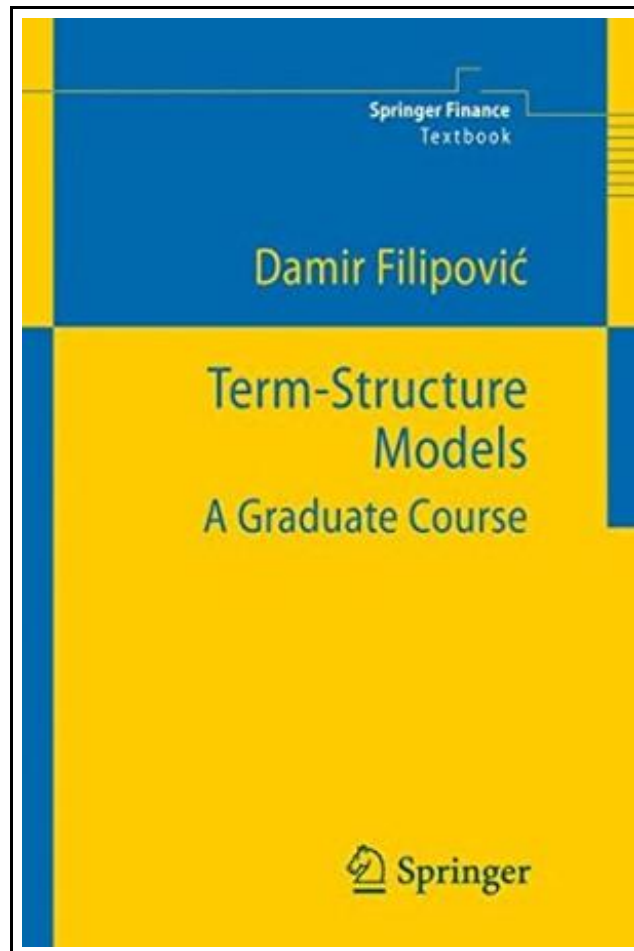 Springer Finance
Textbook
Damir Filipović
Term-Structure
Models
A Graduate Course
Springer